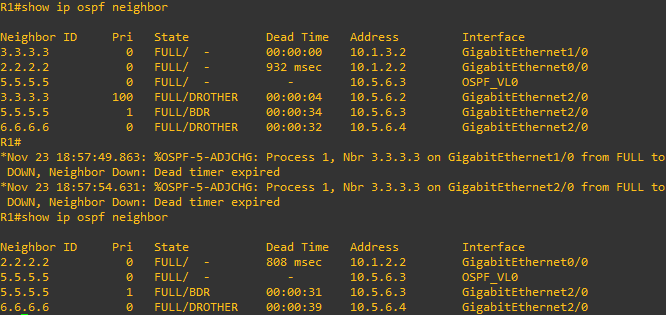 R1#show ip ospf neighbor
Neighbor ID     Pri   State           Dead Time   Address         Interface
3.3.3.3           0   FULL/  -        00:00:00    10.1.3.2        GigabitEthernet1/0
2.2.2.2           0   FULL/  -        932 msec    10.1.2.2        GigabitEthernet0/0
5.5.5.5           0   FULL/  -           -        10.5.6.3        OSPF_VL0
3.3.3.3         100   FULL/DROTHER    00:00:04    10.5.6.2        GigabitEthernet2/0
5.5.5.5           1   FULL/BDR        00:00:34    10.5.6.3        GigabitEthernet2/0
6.6.6.6           0   FULL/DROTHER    00:00:32    10.5.6.4        GigabitEthernet2/0
R1#
*Nov 23 18:57:49.863: %OSPF-5-ADJCHG: Process 1, Nbr 3.3.3.3 on GigabitEthernet1/0 from FULL to
 DOWN, Neighbor Down: Dead timer expired
*Nov 23 18:57:54.631: %OSPF-5-ADJCHG: Process 1, Nbr 3.3.3.3 on GigabitEthernet2/0 from FULL to
 DOWN, Neighbor Down: Dead timer expired
R1#show ip ospf neighbor
Neighbor ID     Pri   State           Dead Time   Address         Interface
2.2.2.2           0   FULL/  -        808 msec    10.1.2.2        GigabitEthernet0/0
5.5.5.5           0   FULL/  -           -        10.5.6.3        OSPF_VL0
5.5.5.5           1   FULL/BDR        00:00:31    10.5.6.3        GigabitEthernet2/0
6.6.6.6           0   FULL/DROTHER    00:00:39    10.5.6.4        GigabitEthernet2/0